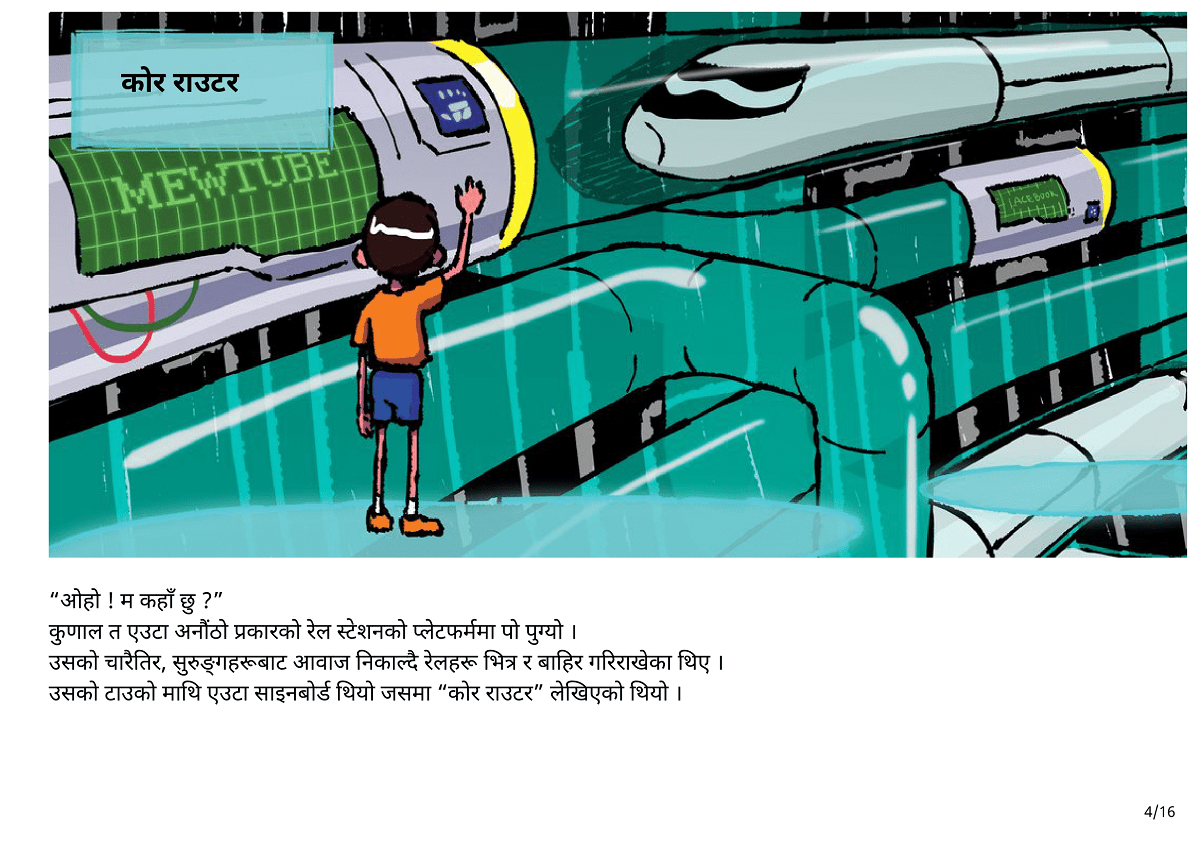 कोर राउटर
MEWTUBE
ACEBOOK
“ओहो ! म कहाँ छु ?”
कुणाल त एउटा अनौंठो प्रकारको रेल स्टेशनको प्लेटफर्ममा पो पुग्यो ।
उसको चारैतिर, सुरुङ्गहरूबाट आवाज निकाल्दै रेलहरू भित्र र बाहिर गरिराखेका थिए ।
उसको टाउको माथि एउटा साइनबोर्ड थियो जसमा “कोर राउटर” लेखिएको थियो ।
4/16